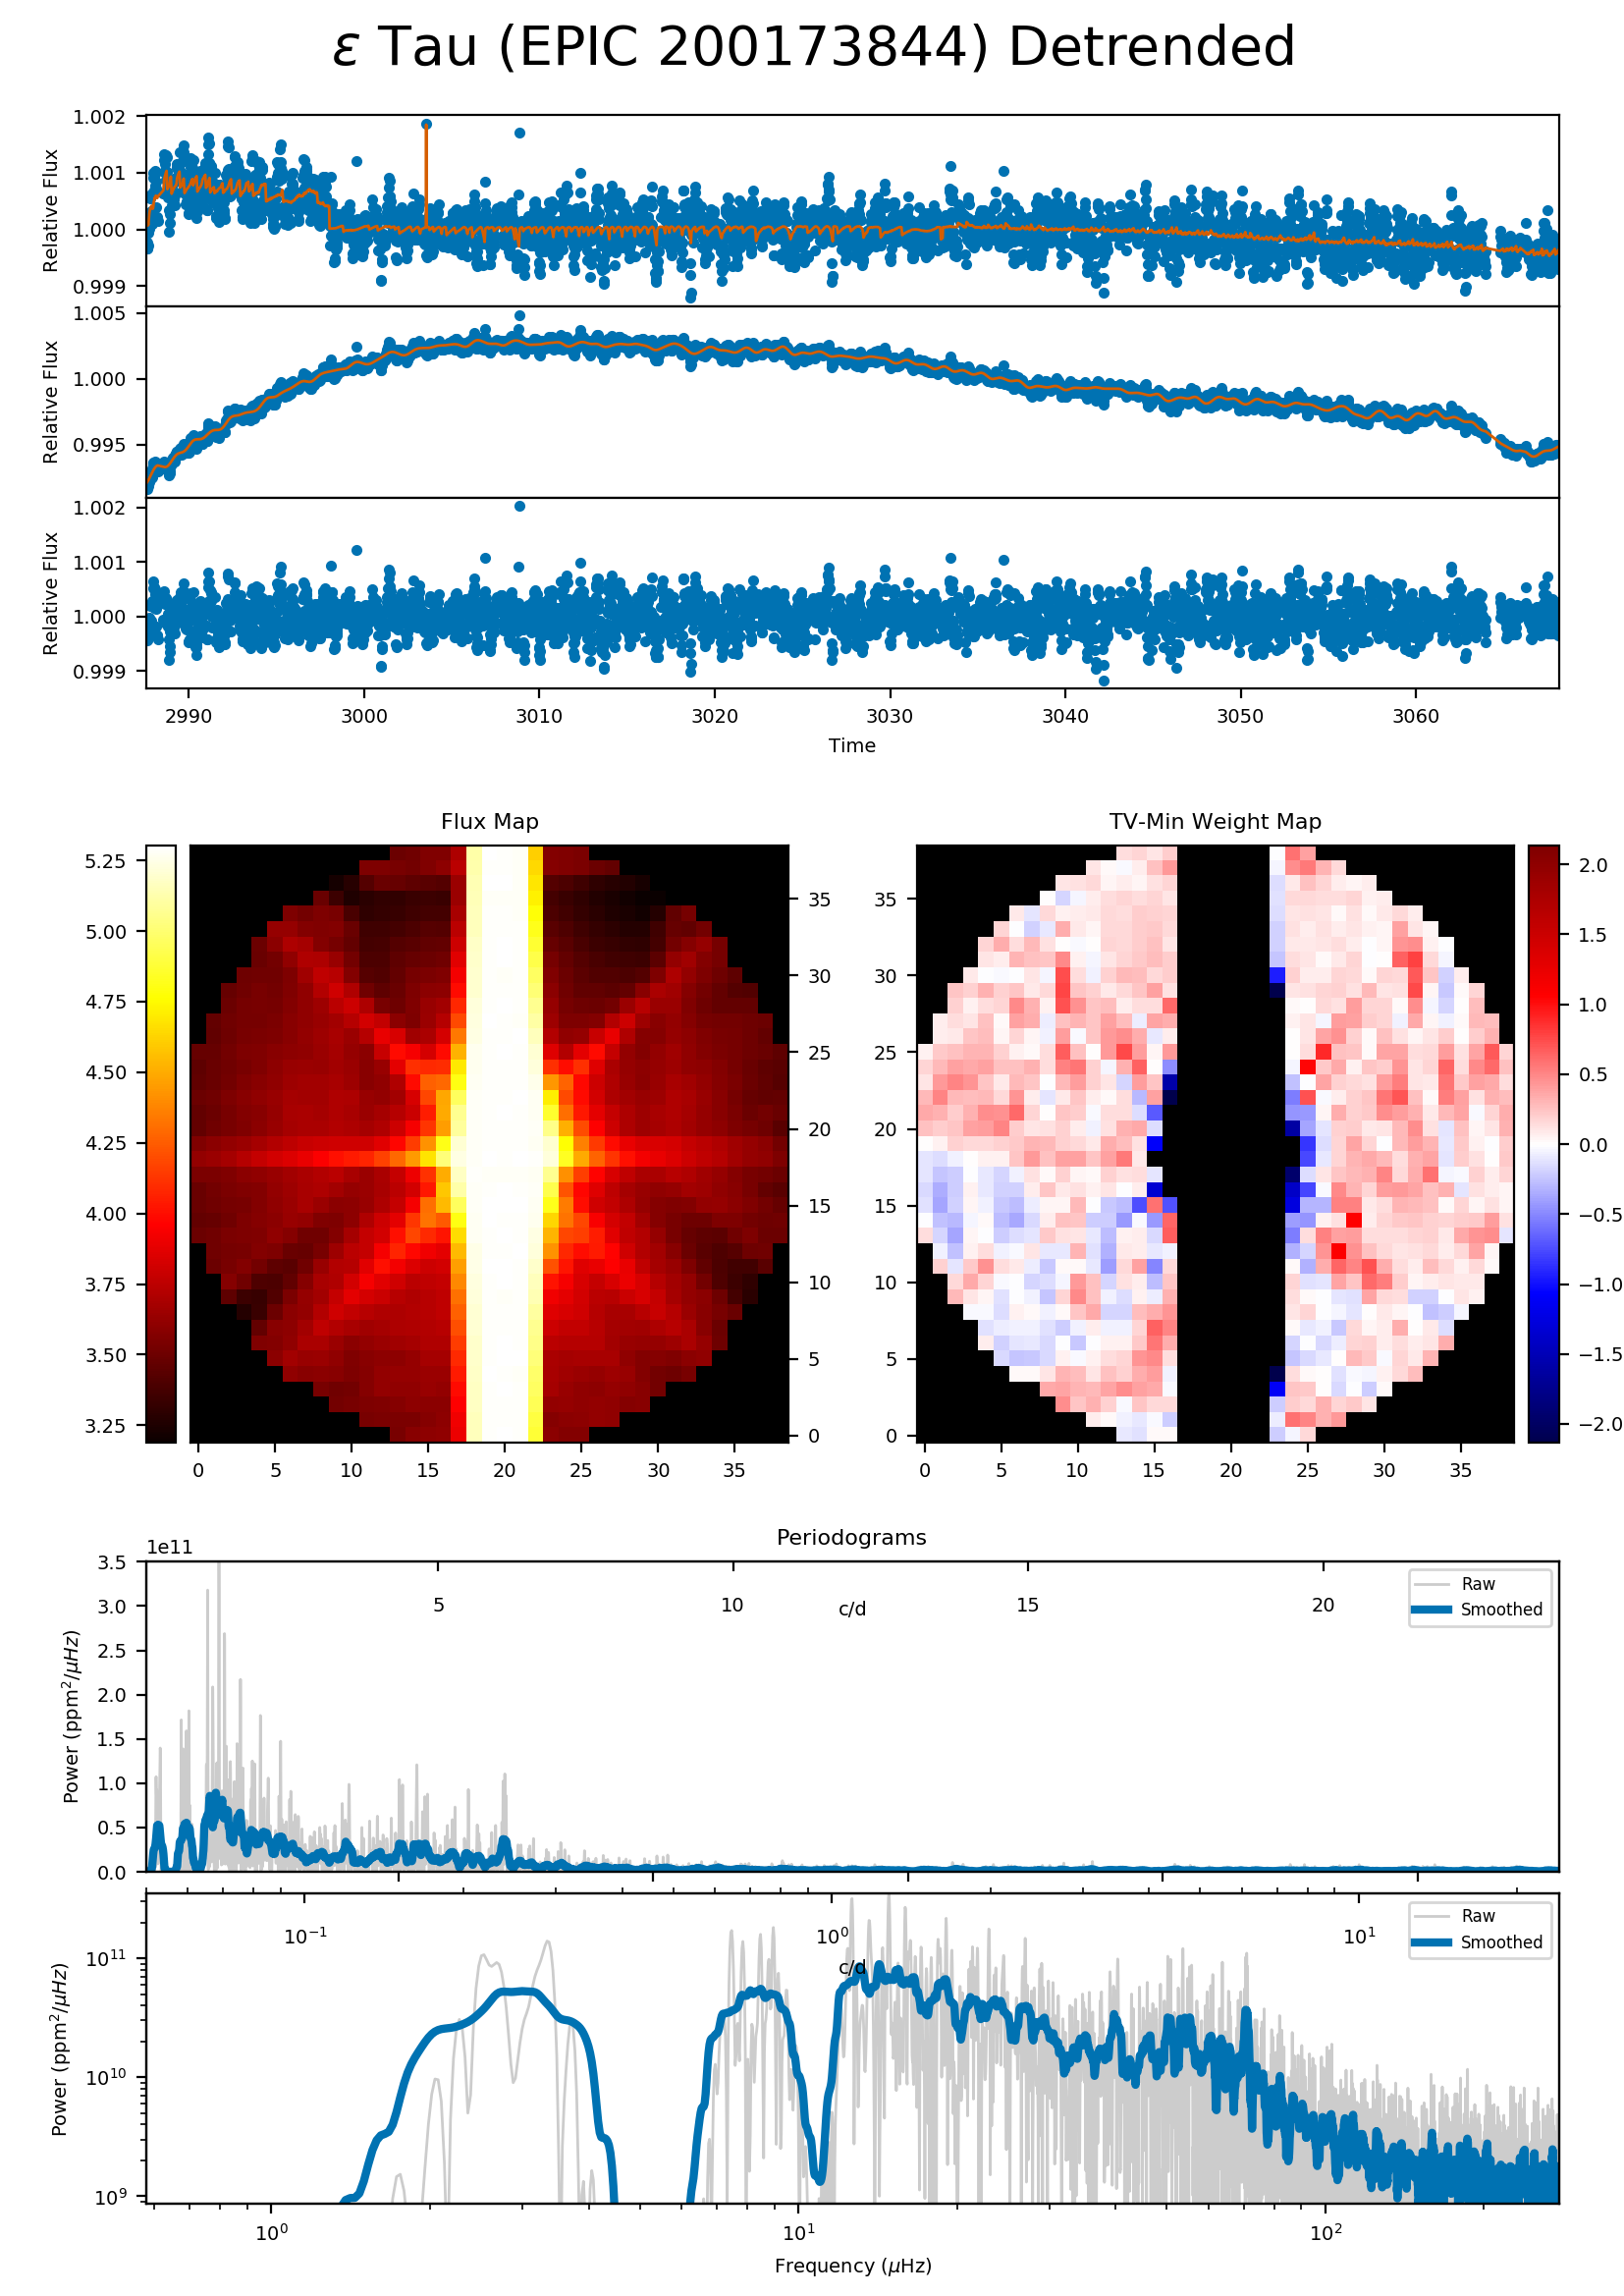 ε Tau (EPIC 200173844) Detrended
1.002
1.001
1.000
0.999
Relative Flux
1.005
1.000
0.995
Relative Flux
1.002
1.001
1.000
0.999
Relative Flux
2990 3000 3010 3020 3030 3040 3050 3060
Time
Flux Map
5.25
5.00
4.75
4.50
4.25
4.00
3.75
3.50
3.25
35
30
25
20
15
10
5
0
0 5 10 15 20 25 30 35
TV-Min Weight Map
35
30
25
20
15
10
5
0
0 5 10 15 20 25 30 35
2.0
1.5
1.0
0.5
0.0
−0.5
−1.0
−1.5
−2.0
Periodograms
1e11
3.5
3.0
2.5
2.0
1.5
1.0
0.5
0.0
Power (ppm²/μHz)
5 10 15 20
c/d
Raw
Smoothed
10¹¹
10¹⁰
10⁹
Power (ppm²/μHz)
10⁻¹ 10⁰ 10¹
c/d
Raw
Smoothed
10⁰ 10¹ 10²
Frequency (μHz)